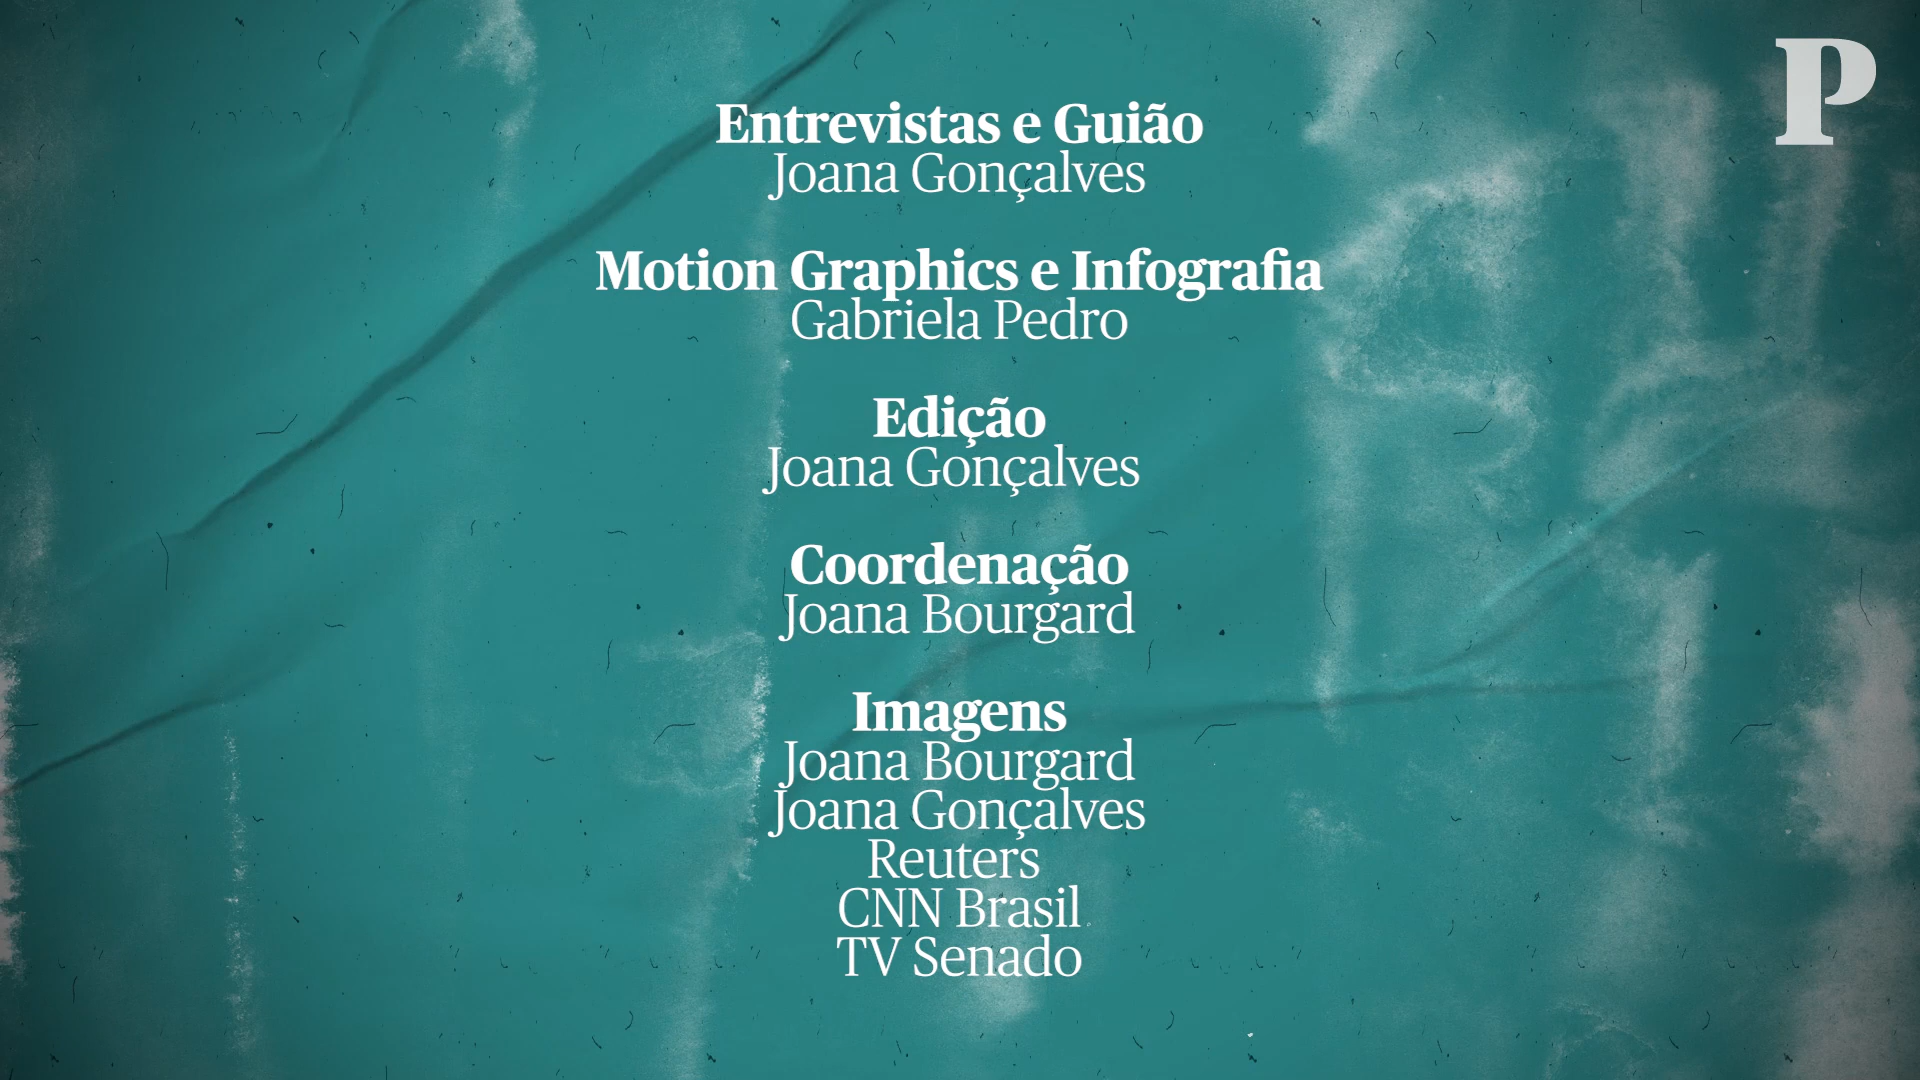 P
Entrevistas e Guião
Joana Gonçalves
Motion Graphics e Infografia
Gabriela Pedro
Edição
Joana Gonçalves
Coordenação
Joana Bourgard
Imagens
Joana Bourgard
Joana Gonçalves
Reuters
CNN Brasil
TV Senado